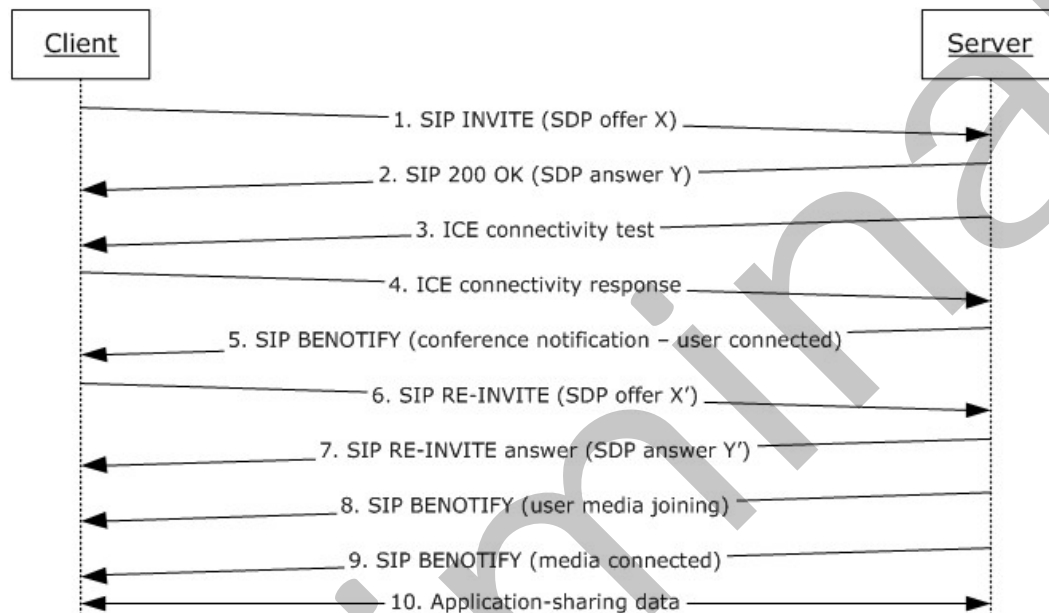 Client
Server
1. SIP INVITE (SDP offer X)
2. SIP 200 OK (SDP answer Y)
3. ICE connectivity test
4. ICE connectivity response
5. SIP BENOTIFY (conference notification – user connected)
6. SIP RE-INVITE (SDP offer X’)
7. SIP RE-INVITE answer (SDP answer Y’)
8. SIP BENOTIFY (user media joining)
9. SIP BENOTIFY (media connected)
10. Application-sharing data